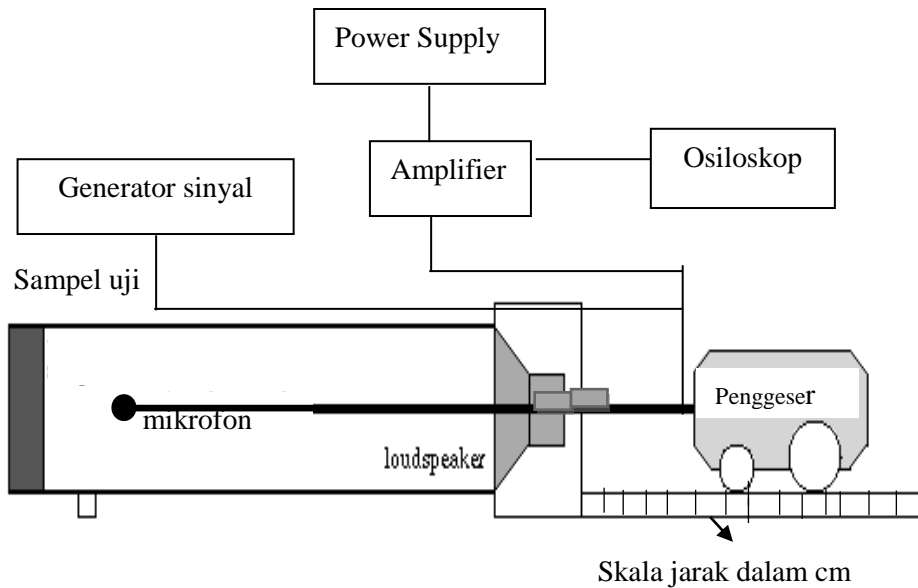 Power Supply
Amplifier
Osiloskop
Generator sinyal
Sampel uji
mikrofon
loudspeaker
Penggeser
Skala jarak dalam cm